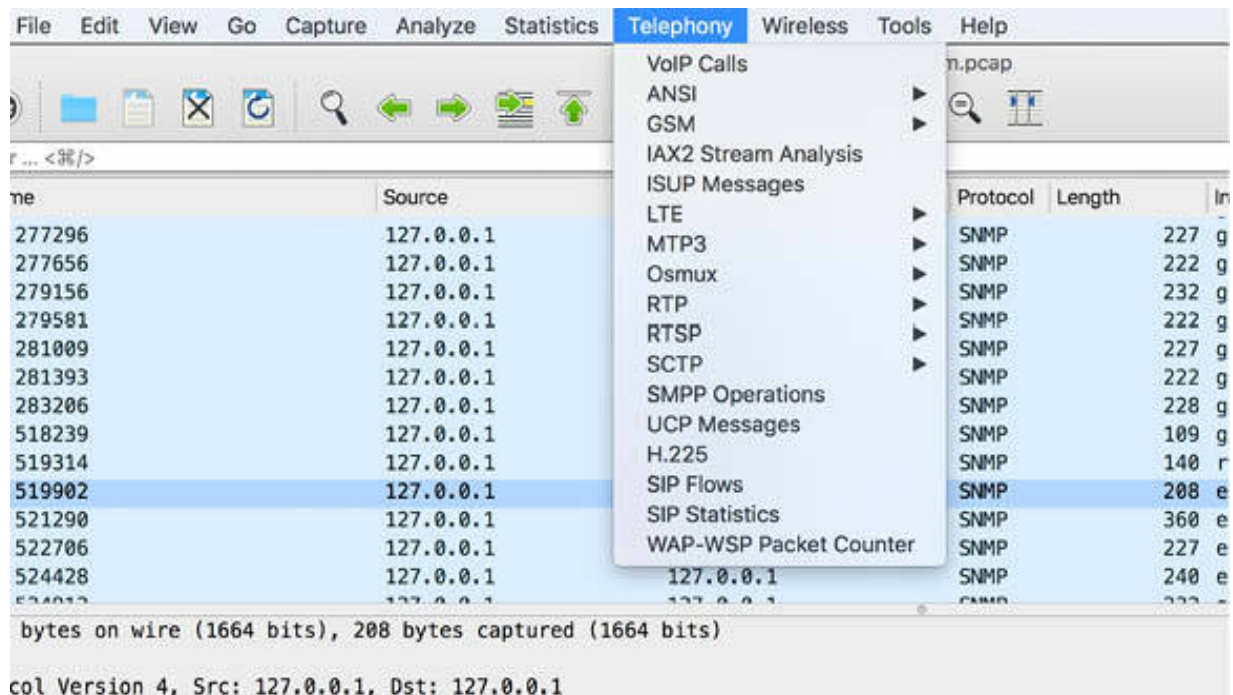 File Edit View Go Capture Analyze Statistics Telephony Wireless Tools Help
m.pcap
VoIP Calls
ANSI
GSM
IAX2 Stream Analysis
ISUP Messages
LTE
MTP3
Osmux
RTP
RTSP
SCTP
SMPP Operations
UCP Messages
H.225
SIP Flows
SIP Statistics
WAP-WSP Packet Counter
r ... <⌘/>
me Source Protocol Length In
277296 127.0.0.1 SNMP 227 g
277656 127.0.0.1 SNMP 222 g
279156 127.0.0.1 SNMP 232 g
279581 127.0.0.1 SNMP 222 g
281009 127.0.0.1 SNMP 227 g
281393 127.0.0.1 SNMP 222 g
283206 127.0.0.1 SNMP 228 g
518239 127.0.0.1 SNMP 109 g
519314 127.0.0.1 SNMP 140 r
519902 127.0.0.1 SNMP 208 e
521290 127.0.0.1 SNMP 360 e
522706 127.0.0.1 SNMP 227 e
524428 127.0.0.1 127.0.0.1 SNMP 240 e
bytes on wire (1664 bits), 208 bytes captured (1664 bits)
col Version 4, Src: 127.0.0.1, Dst: 127.0.0.1